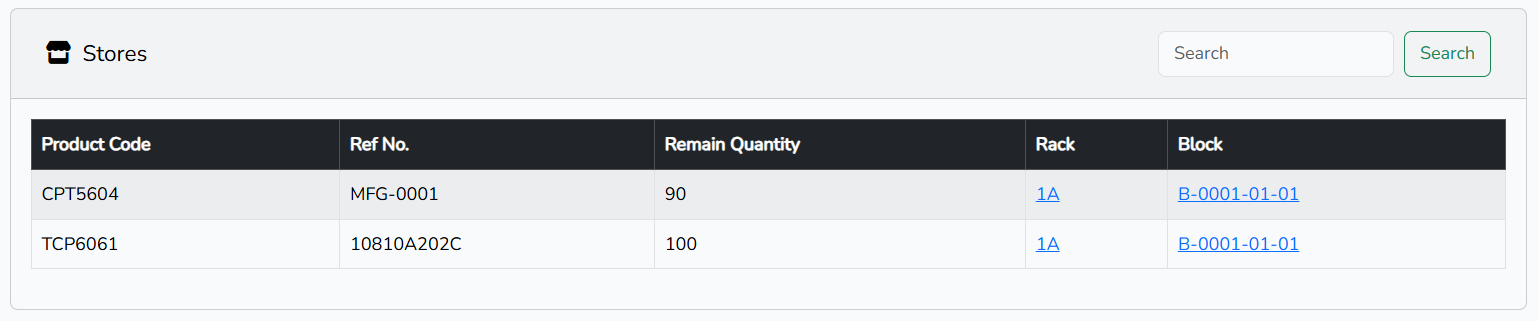 Stores
Search Search
Product Code Ref No. Remain Quantity Rack Block
CPT5604 MFG-0001 90 1A B-0001-01-01
TCP6061 10810A202C 100 1A B-0001-01-01